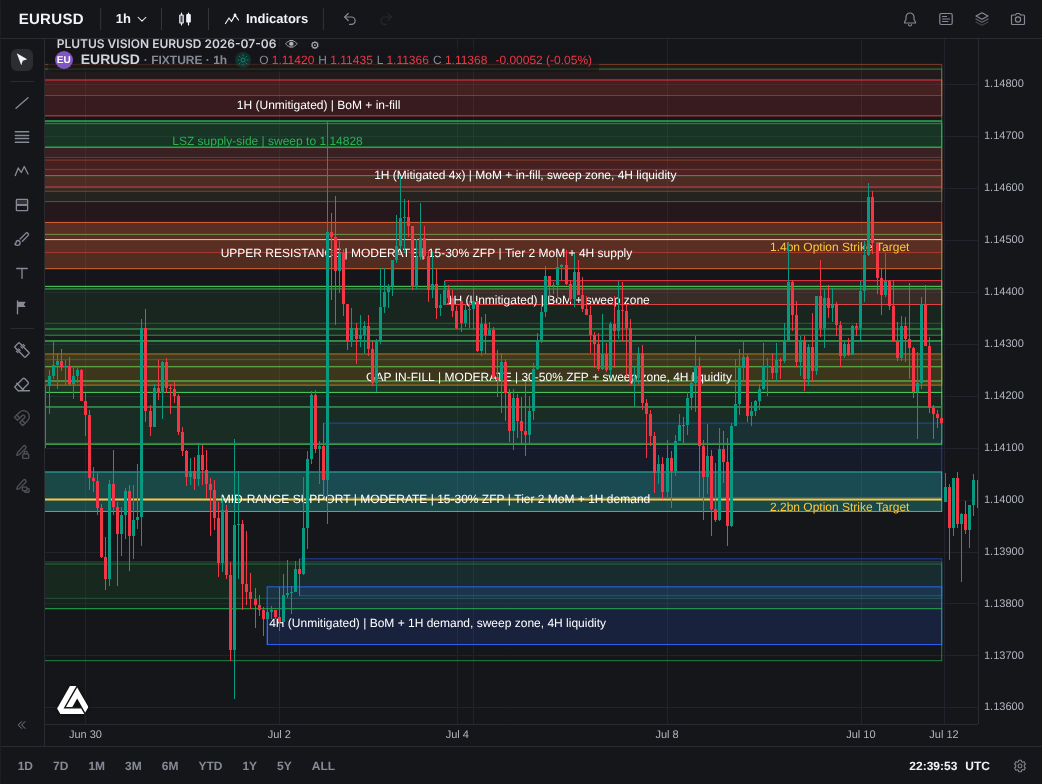 EURUSD 1h Indicators
PLUTUS VISION EURUSD 2026-07-06
EU EURUSD · FIXTURE · 1h O 1.11420 H 1.11435 L 1.11366 C 1.11368 -0.00052 (-0.05%)
1.14800
1H (Unmitigated) | BoM + in-fill
1.14700
LSZ supply-side | sweep to 1.14828
1H (Mitigated 4x) | MoM + in-fill, sweep zone, 4H liquidity
1.14600
1.14500
1.4bn Option Strike Target
UPPER RESISTANCE | MODERATE | 15-30% ZFP | Tier 2 MoM + 4H supply
1.14400
1H (Unmitigated) | BoM + sweep zone
1.14300
GAP IN-FILL | MODERATE | 30-50% ZFP + sweep zone, 4H liquidity
1.14200
1.14100
MID-RANGE SUPPORT | MODERATE | 15-30% ZFP | Tier 2 MoM + 1H demand
1.14000
2.2bn Option Strike Target
1.13900
1.13800
4H (Unmitigated) | BoM + 1H demand, sweep zone, 4H liquidity
1.13700
1.13600
Jun 30 Jul 2 Jul 4 Jul 8 Jul 10 Jul 12
1D 7D 1M 3M 6M YTD 1Y 5Y ALL 22:39:53 UTC